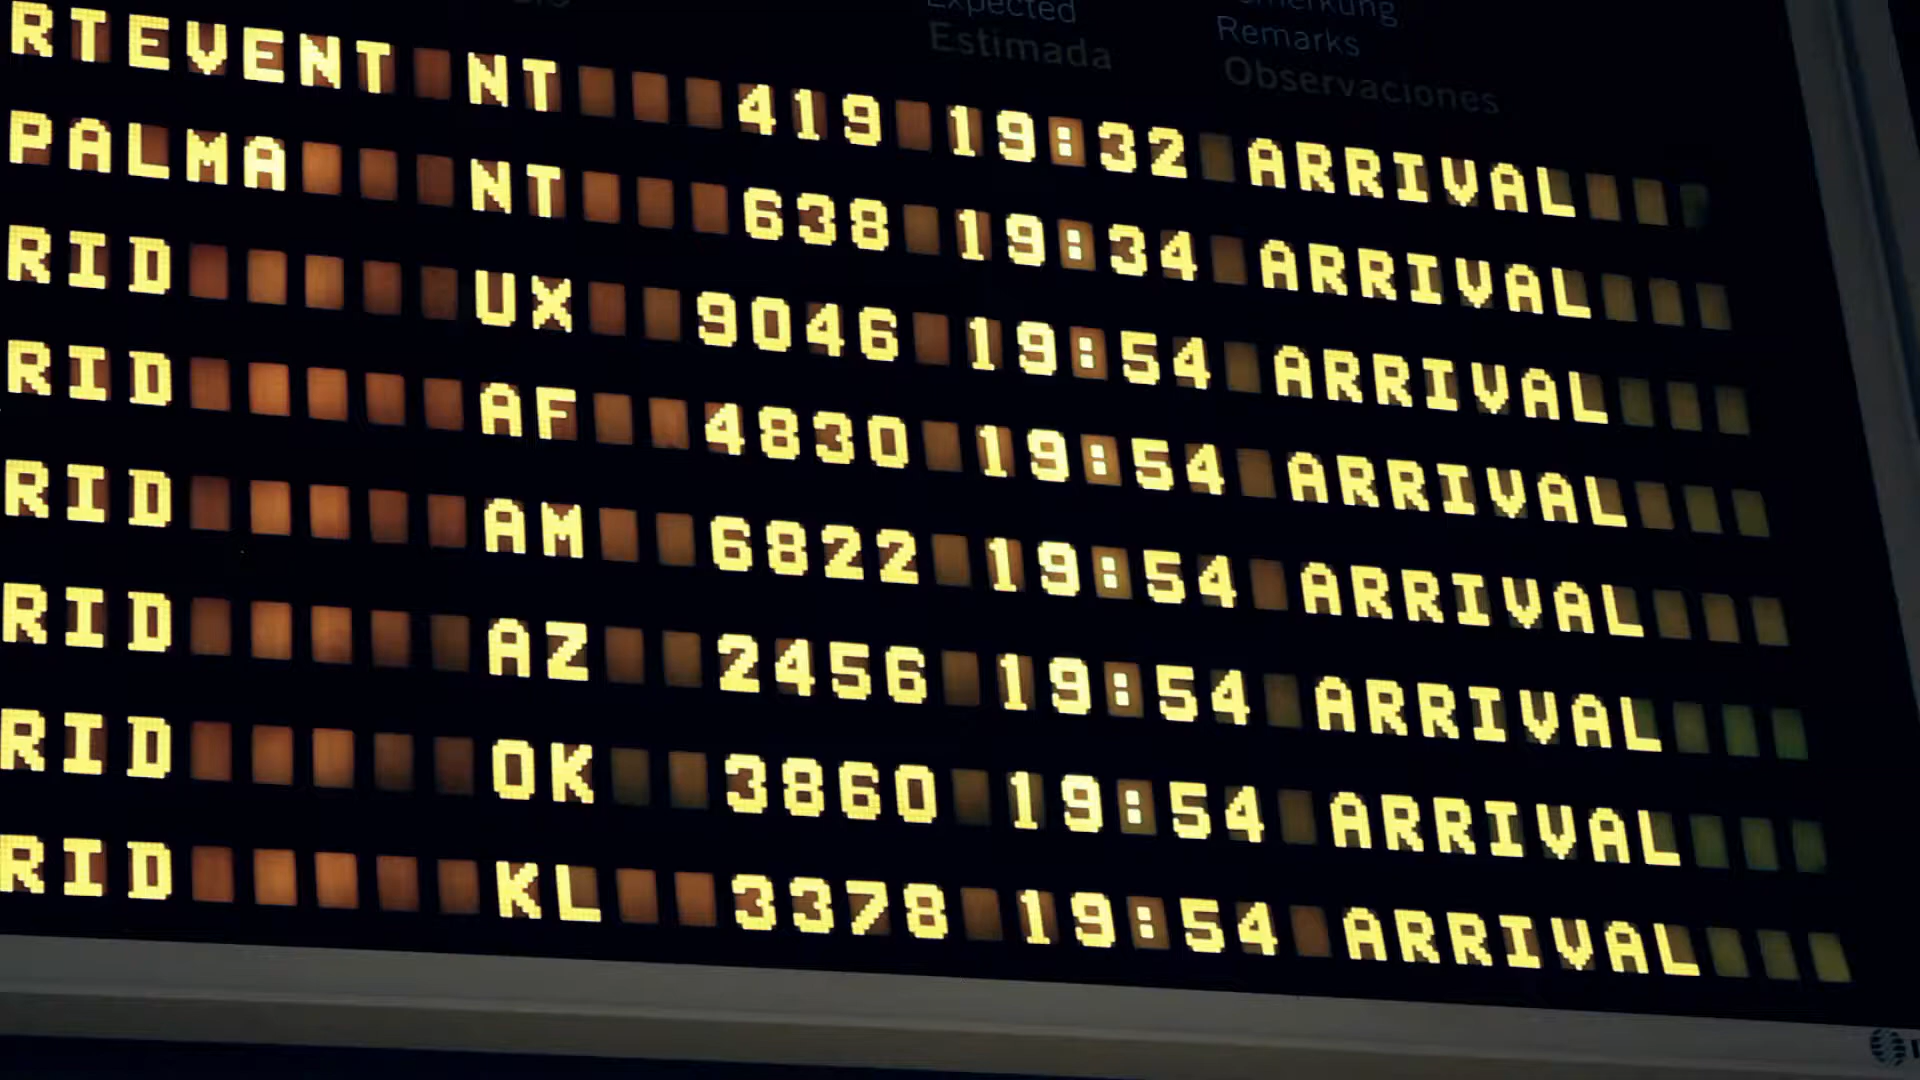 Expected
Estimada
Remarks
Observaciones
RTEVENT NT 419 19:32 ARRIVAL
PALMA NT 638 19:34 ARRIVAL
RID UX 9046 19:54 ARRIVAL
RID AF 4830 19:54 ARRIVAL
RID AM 6822 19:54 ARRIVAL
RID AZ 2456 19:54 ARRIVAL
RID OK 3860 19:54 ARRIVAL
RID KL 3378 19:54 ARRIVAL